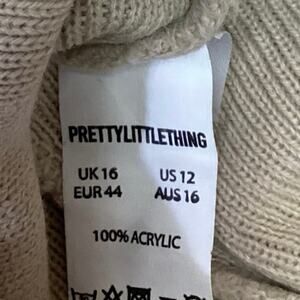 PRETTYLITTLETHING
UK 16 US 12
EUR 44 AUS 16
100% ACRYLIC